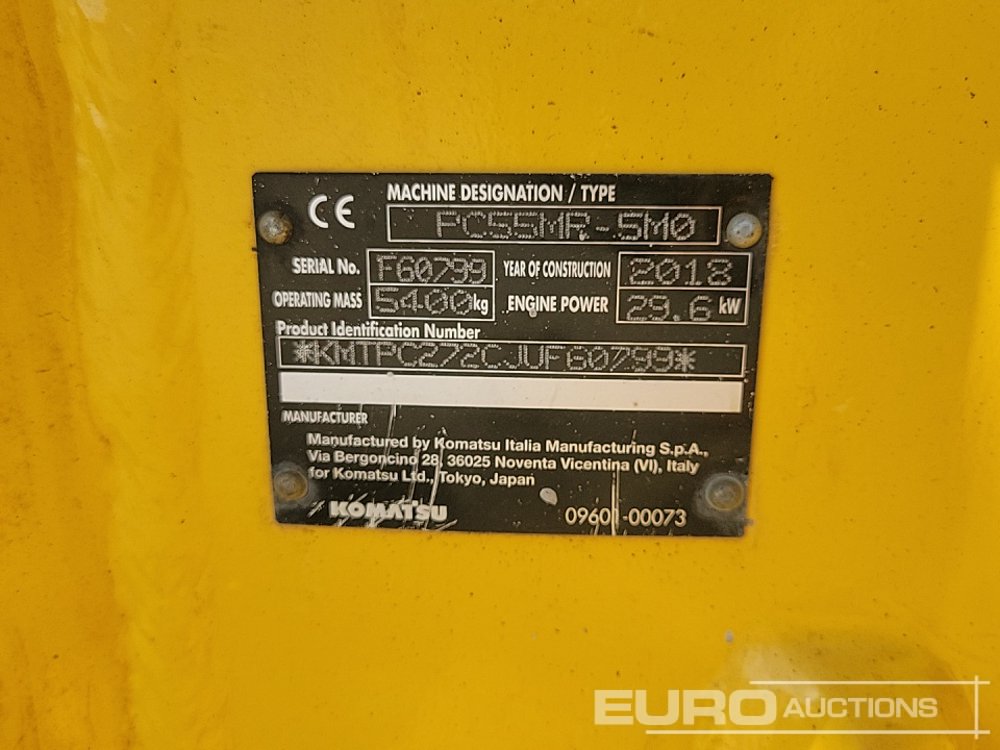 CE
MACHINE DESIGNATION / TYPE
PC55MR-5M0
SERIAL No. F60799 YEAR OF CONSTRUCTION 2018
OPERATING MASS 5400 kg ENGINE POWER 29.6 kW
Product Identification Number
*KMTPC272CJUF60799*
MANUFACTURER
Manufactured by Komatsu Italia Manufacturing S.p.A.,
Via Bergoncino 28, 36025 Noventa Vicentina (VI), Italy
for Komatsu Ltd., Tokyo, Japan
KOMATSU 09601-00073
EURO AUCTIONS